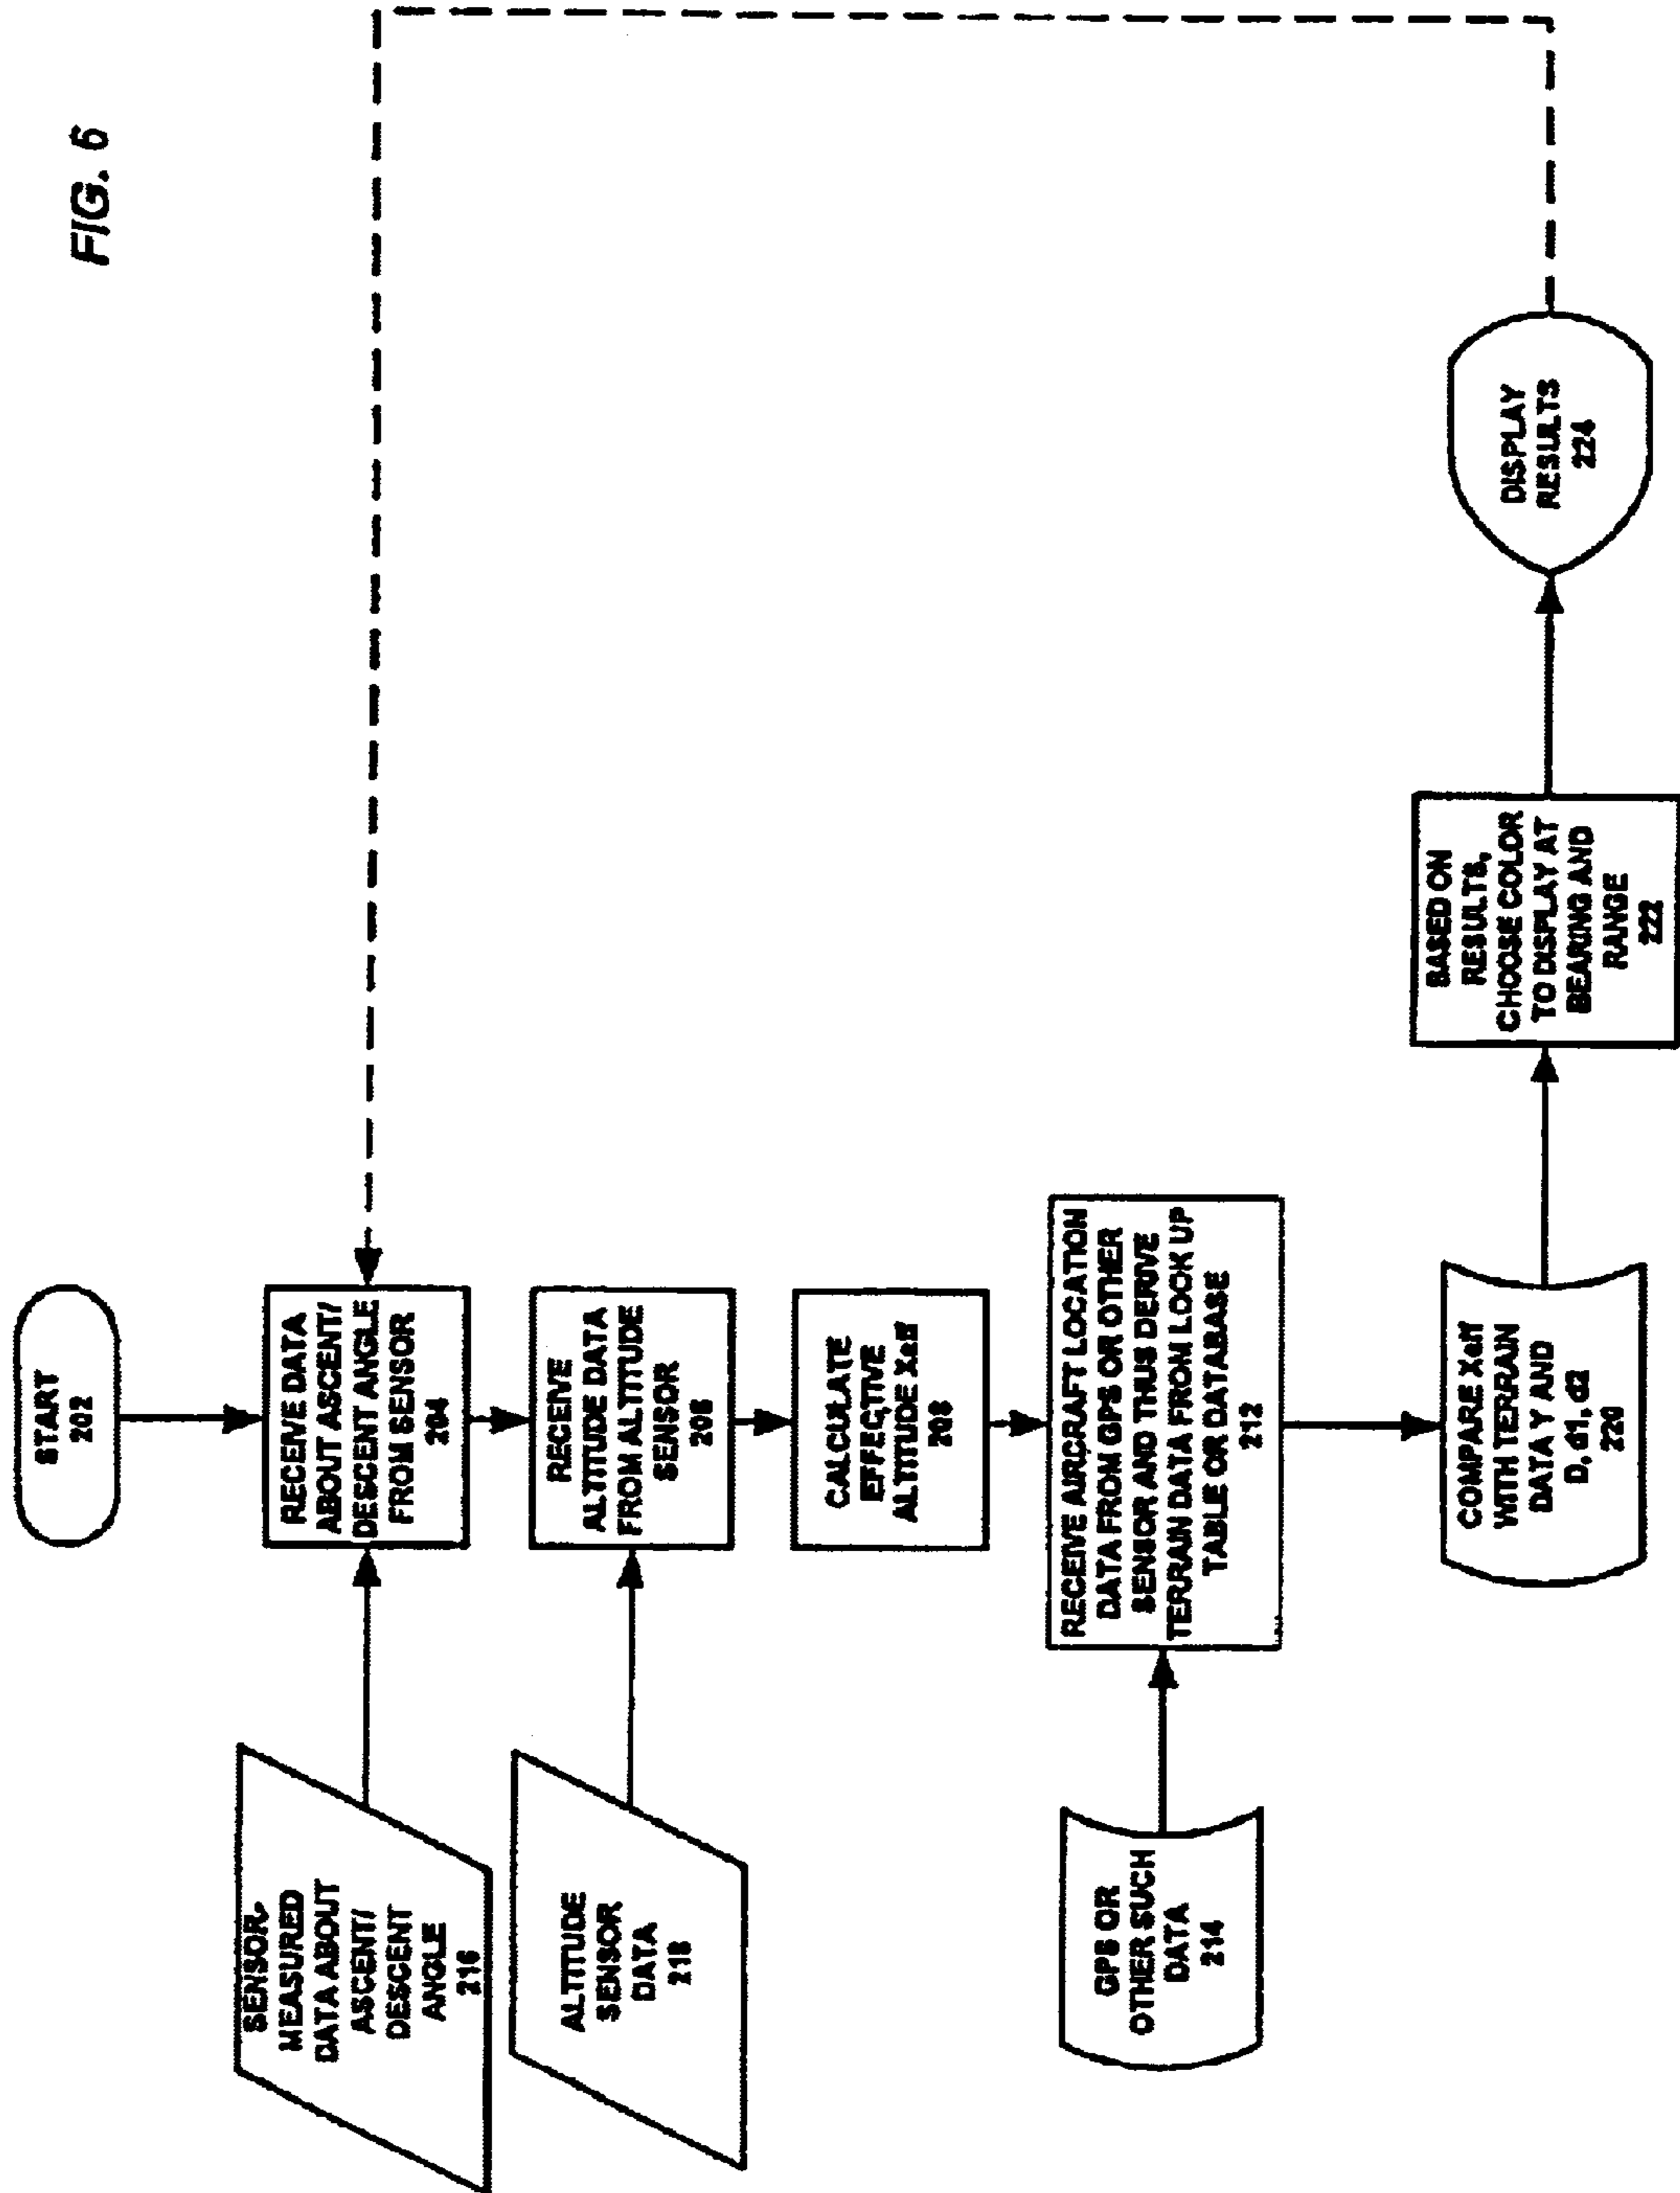 FIG. 6
START
202
SENSOR-
MEASURED
DATA ABOUT
ASCENT/
DESCENT
ANGLE
216
RECEIVE DATA
ABOUT ASCENT/
DESCENT ANGLE
FROM SENSOR
204
ALTITUDE
SENSOR
DATA
218
RECEIVE
ALTITUDE DATA
FROM ALTITUDE
SENSOR
206
CALCULATE
EFFECTIVE
ALTITUDE Xeff
208
GPS OR
OTHER SUCH
DATA
214
RECEIVE AIRCRAFT LOCATION
DATA FROM GPS OR OTHER
SENSOR AND THUS DERIVE
TERRAIN DATA FROM LOOK UP
TABLE OR DATABASE
212
COMPARE Xeff
WITH TERRAIN
DATA Y AND
D, d1, d2
220
BASED ON
RESULTS,
CHOOSE COLOR
TO DISPLAY AT
BEARING AND
RANGE
222
DISPLAY
RESULTS
224